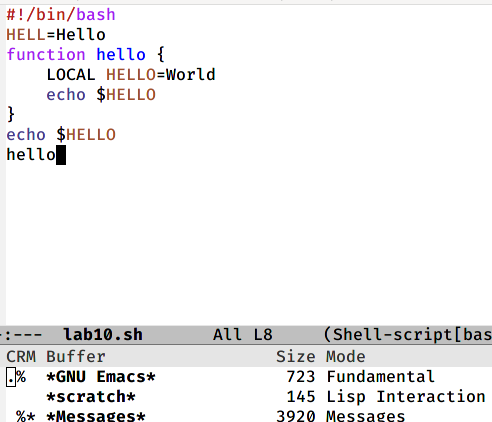 #!/bin/bash
HELL=Hello
function hello {
    LOCAL HELLO=World
    echo $HELLO
}
echo $HELLO
hello
-:---  lab10.sh       All L8     (Shell-script[bas
CRM Buffer                Size Mode
.%  *GNU Emacs*            723 Fundamental
    *scratch*              145 Lisp Interaction
 %* *Messages*            3920 Messages